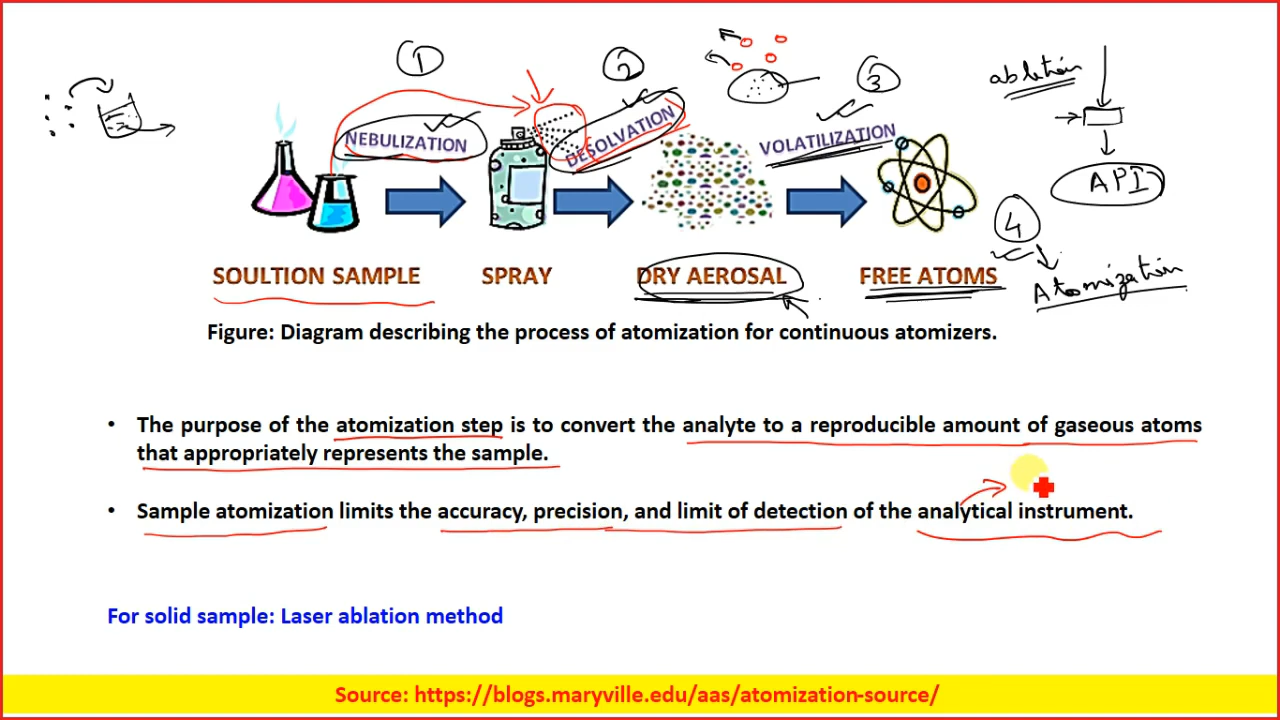 1
2
3
ablation
NEBULIZATION
DESOLVATION
VOLATILIZATION
API
4
Atomization
SOULTION SAMPLE
SPRAY
DRY AEROSAL
FREE ATOMS
Figure: Diagram describing the process of atomization for continuous atomizers.
• The purpose of the atomization step is to convert the analyte to a reproducible amount of gaseous atoms
that appropriately represents the sample.
• Sample atomization limits the accuracy, precision, and limit of detection of the analytical instrument.
For solid sample: Laser ablation method
Source: https://blogs.maryville.edu/aas/atomization-source/